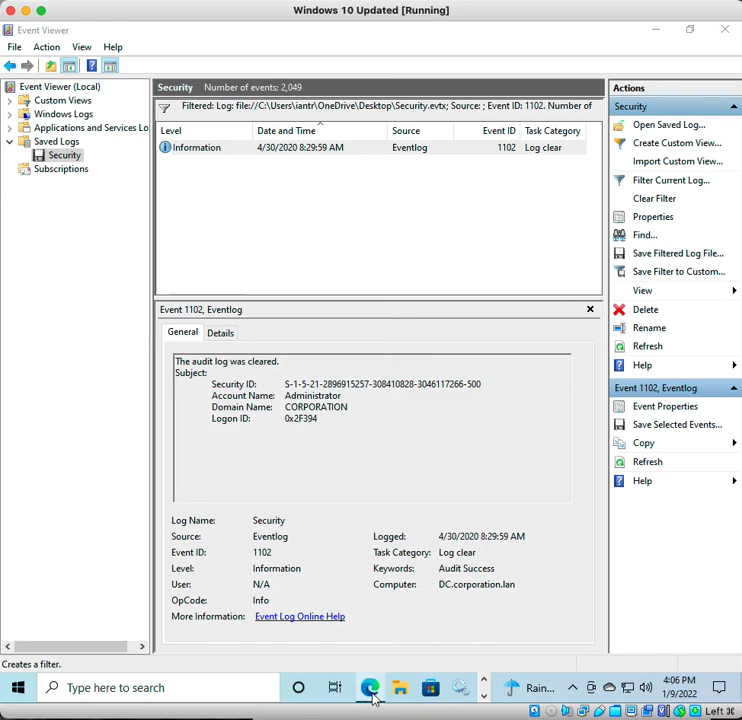 Windows 10 Updated [Running]
Event Viewer
File Action View Help
Event Viewer (Local)
Custom Views
Windows Logs
Applications and Services Lo
Saved Logs
Security
Subscriptions
Security Number of events: 2,049
Filtered: Log: file://C:\Users\iantr\OneDrive\Desktop\Security.evtx; Source: ; Event ID: 1102. Number of
Level Date and Time Source Event ID Task Category
Information 4/30/2020 8:29:59 AM Eventlog 1102 Log clear
Event 1102, Eventlog
General Details
The audit log was cleared.
Subject:
Security ID: S-1-5-21-2896915257-308410828-3046117266-500
Account Name: Administrator
Domain Name: CORPORATION
Logon ID: 0x2F394
Log Name: Security
Source: Eventlog Logged: 4/30/2020 8:29:59 AM
Event ID: 1102 Task Category: Log clear
Level: Information Keywords: Audit Success
User: N/A Computer: DC.corporation.lan
OpCode: Info
More Information: Event Log Online Help
Actions
Security
Open Saved Log...
Create Custom View...
Import Custom View...
Filter Current Log...
Clear Filter
Properties
Find...
Save Filtered Log File...
Save Filter to Custom...
View
Delete
Rename
Refresh
Help
Event 1102, Eventlog
Event Properties
Save Selected Events...
Copy
Refresh
Help
Creates a filter.
Type here to search
Rain...
4:06 PM
1/9/2022
Left ⌘